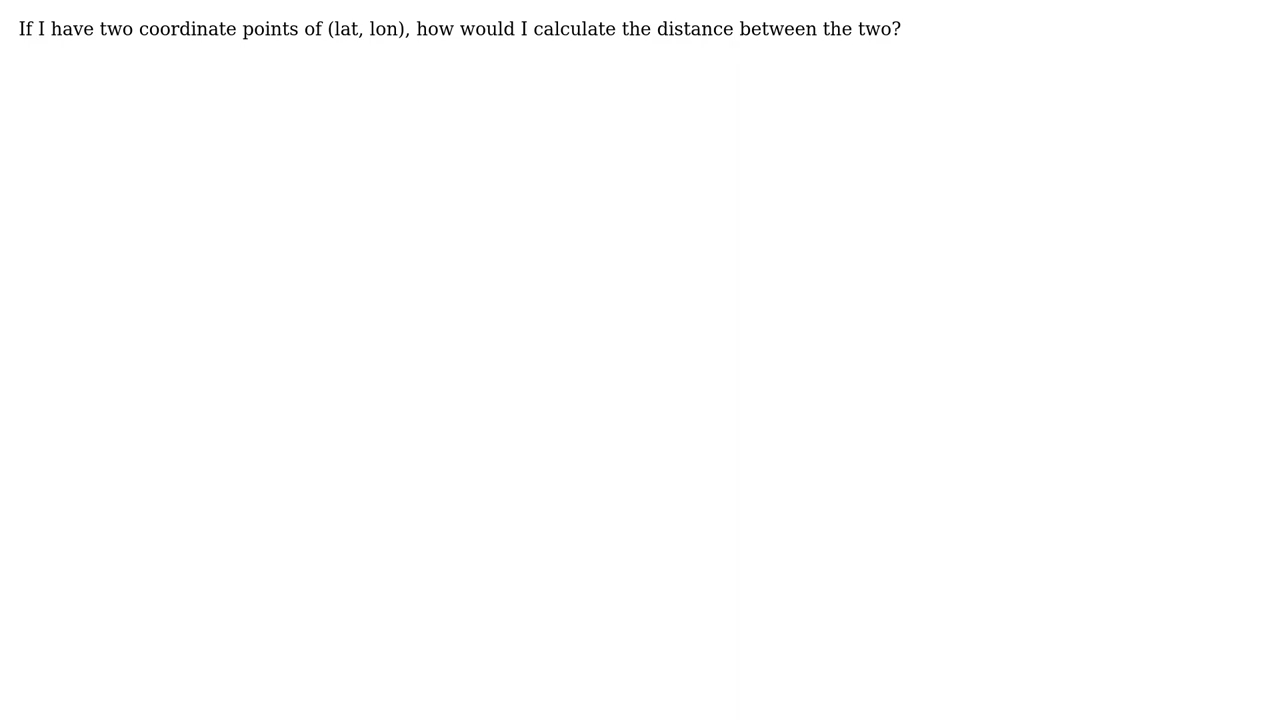 If I have two coordinate points of (lat, lon), how would I calculate the distance between the two?